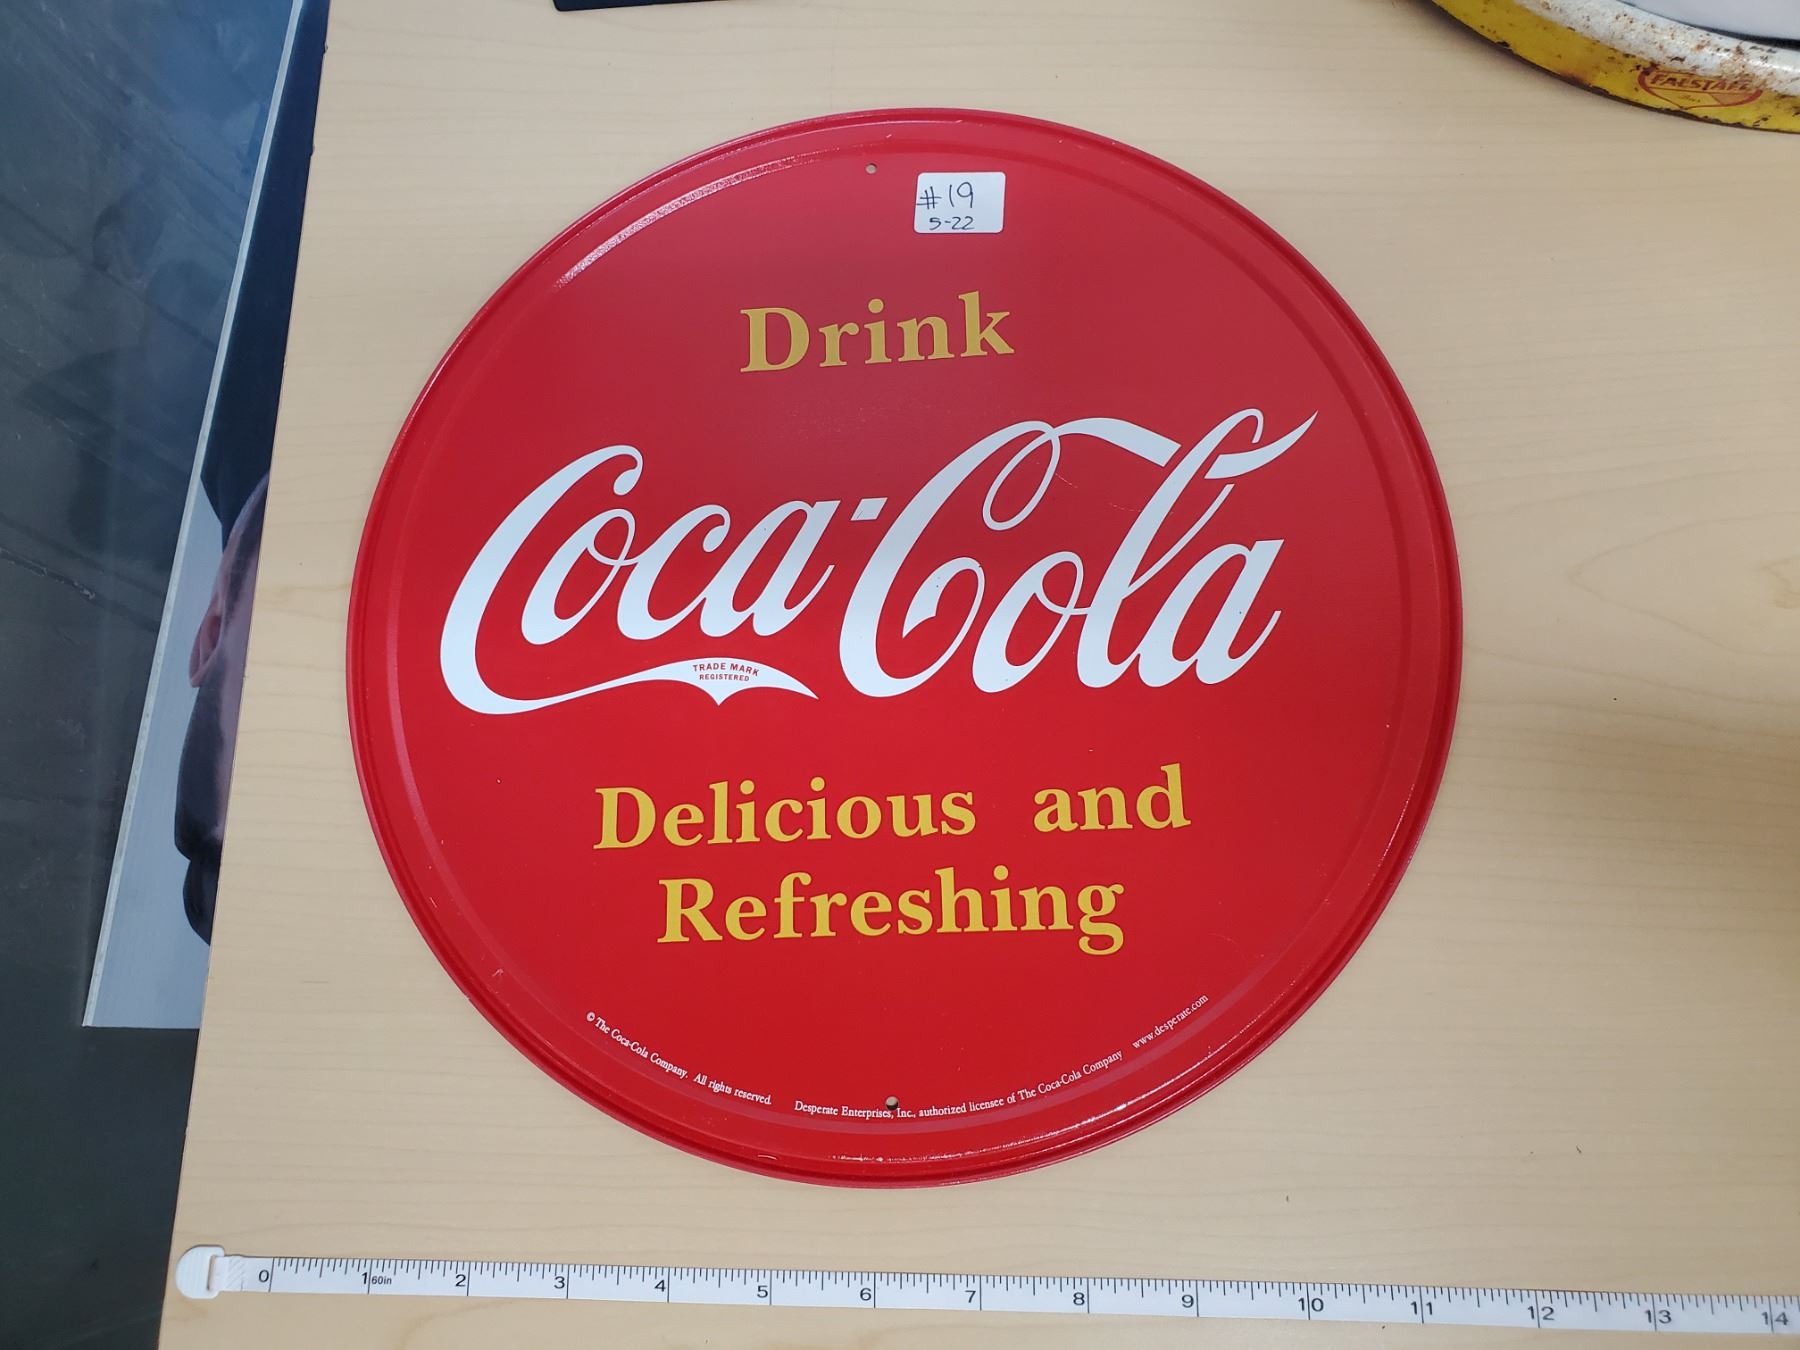 FALSTAFF
#19
5-22
Drink
Coca-Cola
TRADE MARK
REGISTERED
Delicious and
Refreshing
© The Coca-Cola Company. All rights reserved. Desperate Enterprises, Inc., authorized licensee of The Coca-Cola Company www.desperate.com
0 1 60in 2 3 4 5 6 7 8 9 10 11 12 13 14